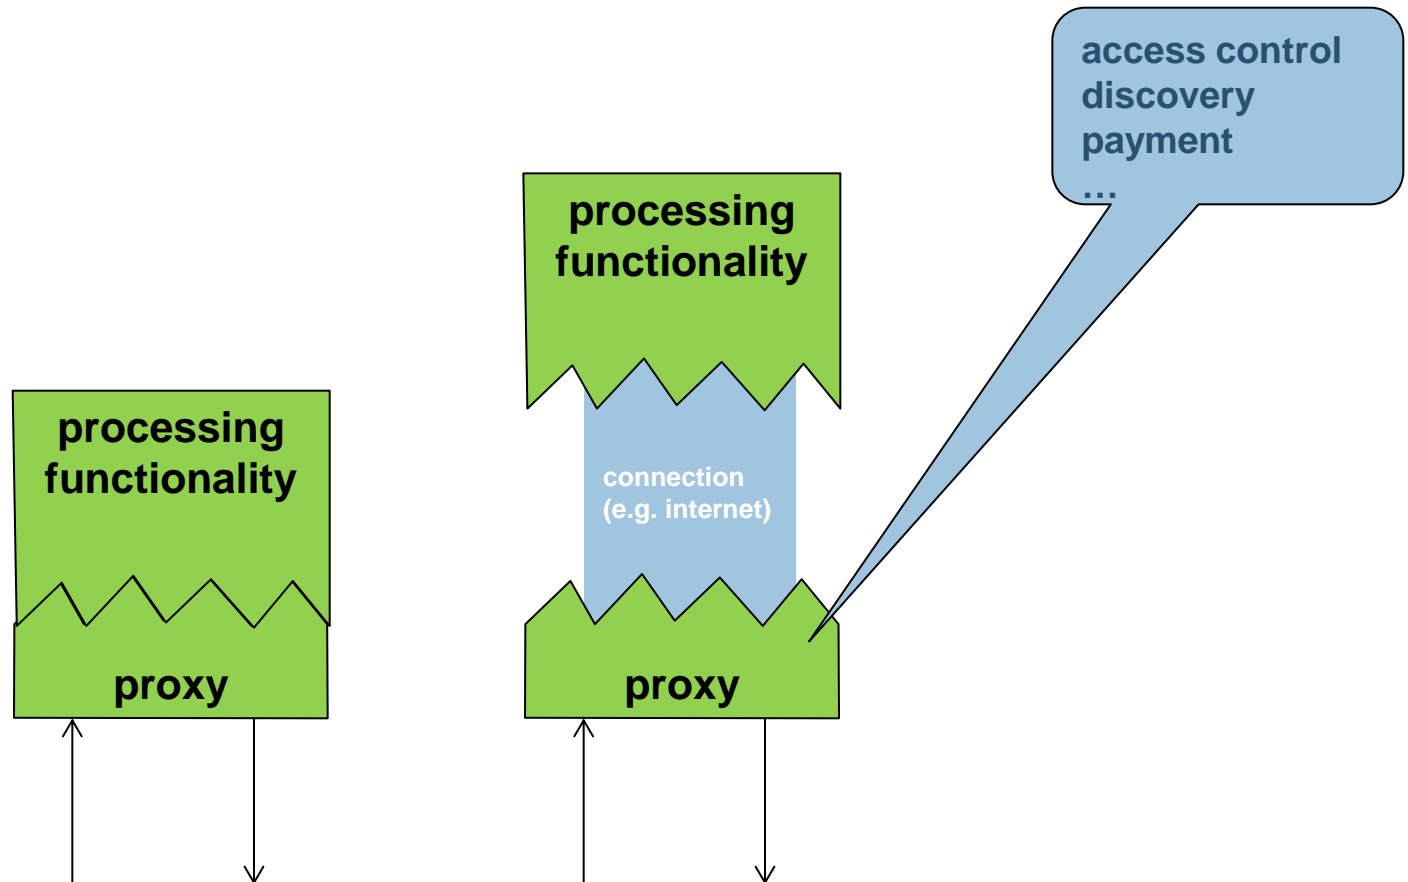 access control
discovery
payment
…
processing
functionality
connection
(e.g. internet)
proxy
processing
functionality
proxy